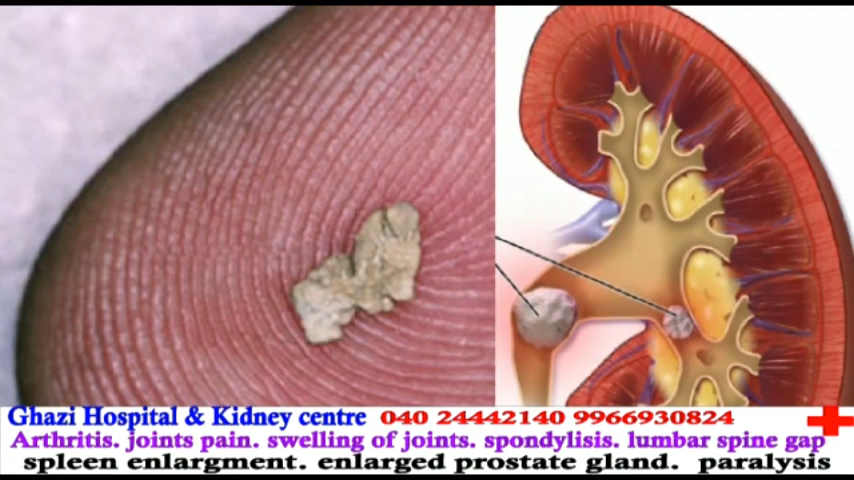 Ghazi Hospital & Kidney centre 040 24442140 9966930824
Arthritis. joints pain. swelling of joints. spondylisis. lumbar spine gap
spleen enlargment. enlarged prostate gland. paralysis